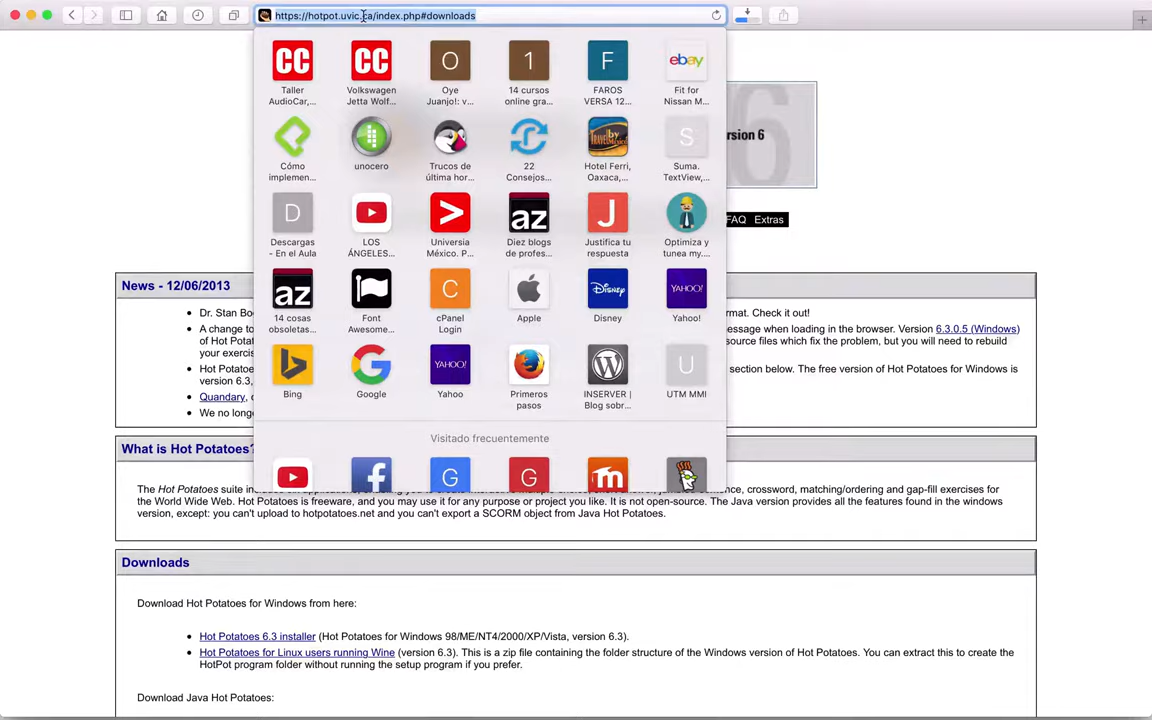 https://hotpot.uvic.ca/index.php#downloads
CC
CC
O
1
F
ebay
Taller AudioCar,...
Volkswagen Jetta Wolf...
Oye Juanjo!: v...
14 cursos online gra...
FAROS VERSA 12...
Fit for Nissan M...
rsion 6
by
S
Cómo implemen...
unocero
Trucos de última hor...
22 Consejos...
Hotel Ferri, Oaxaca,...
Suma. TextView,...
D
>
az
J
FAQ Extras
Descargas - En el Aula
LOS ÁNGELES...
Universia México. P...
Diez blogs de profes...
Justifica tu respuesta
Optimiza y tunea my....
az
C
Disney
YAHOO!
News - 12/06/2013
14 cosas obsoletas...
Font Awesome...
cPanel Login
Apple
Disney
Yahoo!
Dr. Stan Bo
rmat. Check it out!
A change to
essage when loading in the browser. Version 6.3.0.5 (Windows)
of Hot Potat
source files which fix the problem, but you will need to rebuild
your exercis
Hot Potatoe
section below. The free version of Hot Potatoes for Windows is
version 6.3,
YAHOO!
U
Quandary, c
We no longe
Bing
Google
Yahoo
Primeros pasos
INSERVER | Blog sobr...
UTM MMI
Visitado frecuentemente
What is Hot Potatoes?
f
G
G
m
The Hot Potatoes suite
nce, crossword, matching/ordering and gap-fill exercises for
the World Wide Web. Hot Potatoes is freeware, and you may use it for any purpose or project you like. It is not open-source. The Java version provides all the features found in the windows
version, except: you can't upload to hotpotatoes.net and you can't export a SCORM object from Java Hot Potatoes.
Downloads
Download Hot Potatoes for Windows from here:
Hot Potatoes 6.3 installer (Hot Potatoes for Windows 98/ME/NT4/2000/XP/Vista, version 6.3).
Hot Potatoes for Linux users running Wine (version 6.3). This is a zip file containing the folder structure of the Windows version of Hot Potatoes. You can extract this to create the
HotPot program folder without running the setup program if you prefer.
Download Java Hot Potatoes: